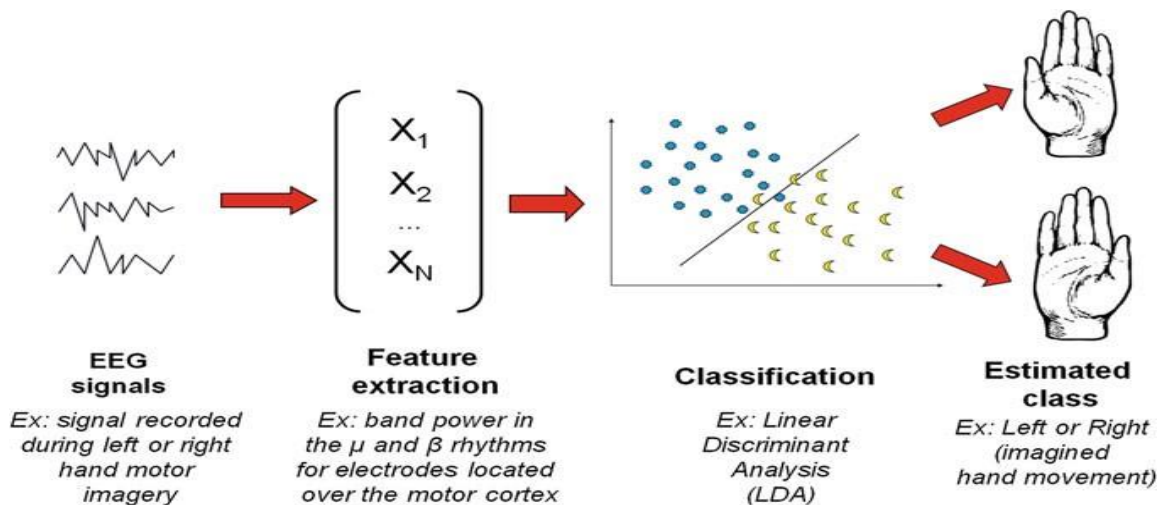 X1
X2
...
XN
EEG
signals
Ex: signal recorded
during left or right
hand motor
imagery
Feature
extraction
Ex: band power in
the μ and β rhythms
for electrodes located
over the motor cortex
Classification
Ex: Linear
Discriminant
Analysis
(LDA)
Estimated
class
Ex: Left or Right
(imagined
hand movement)